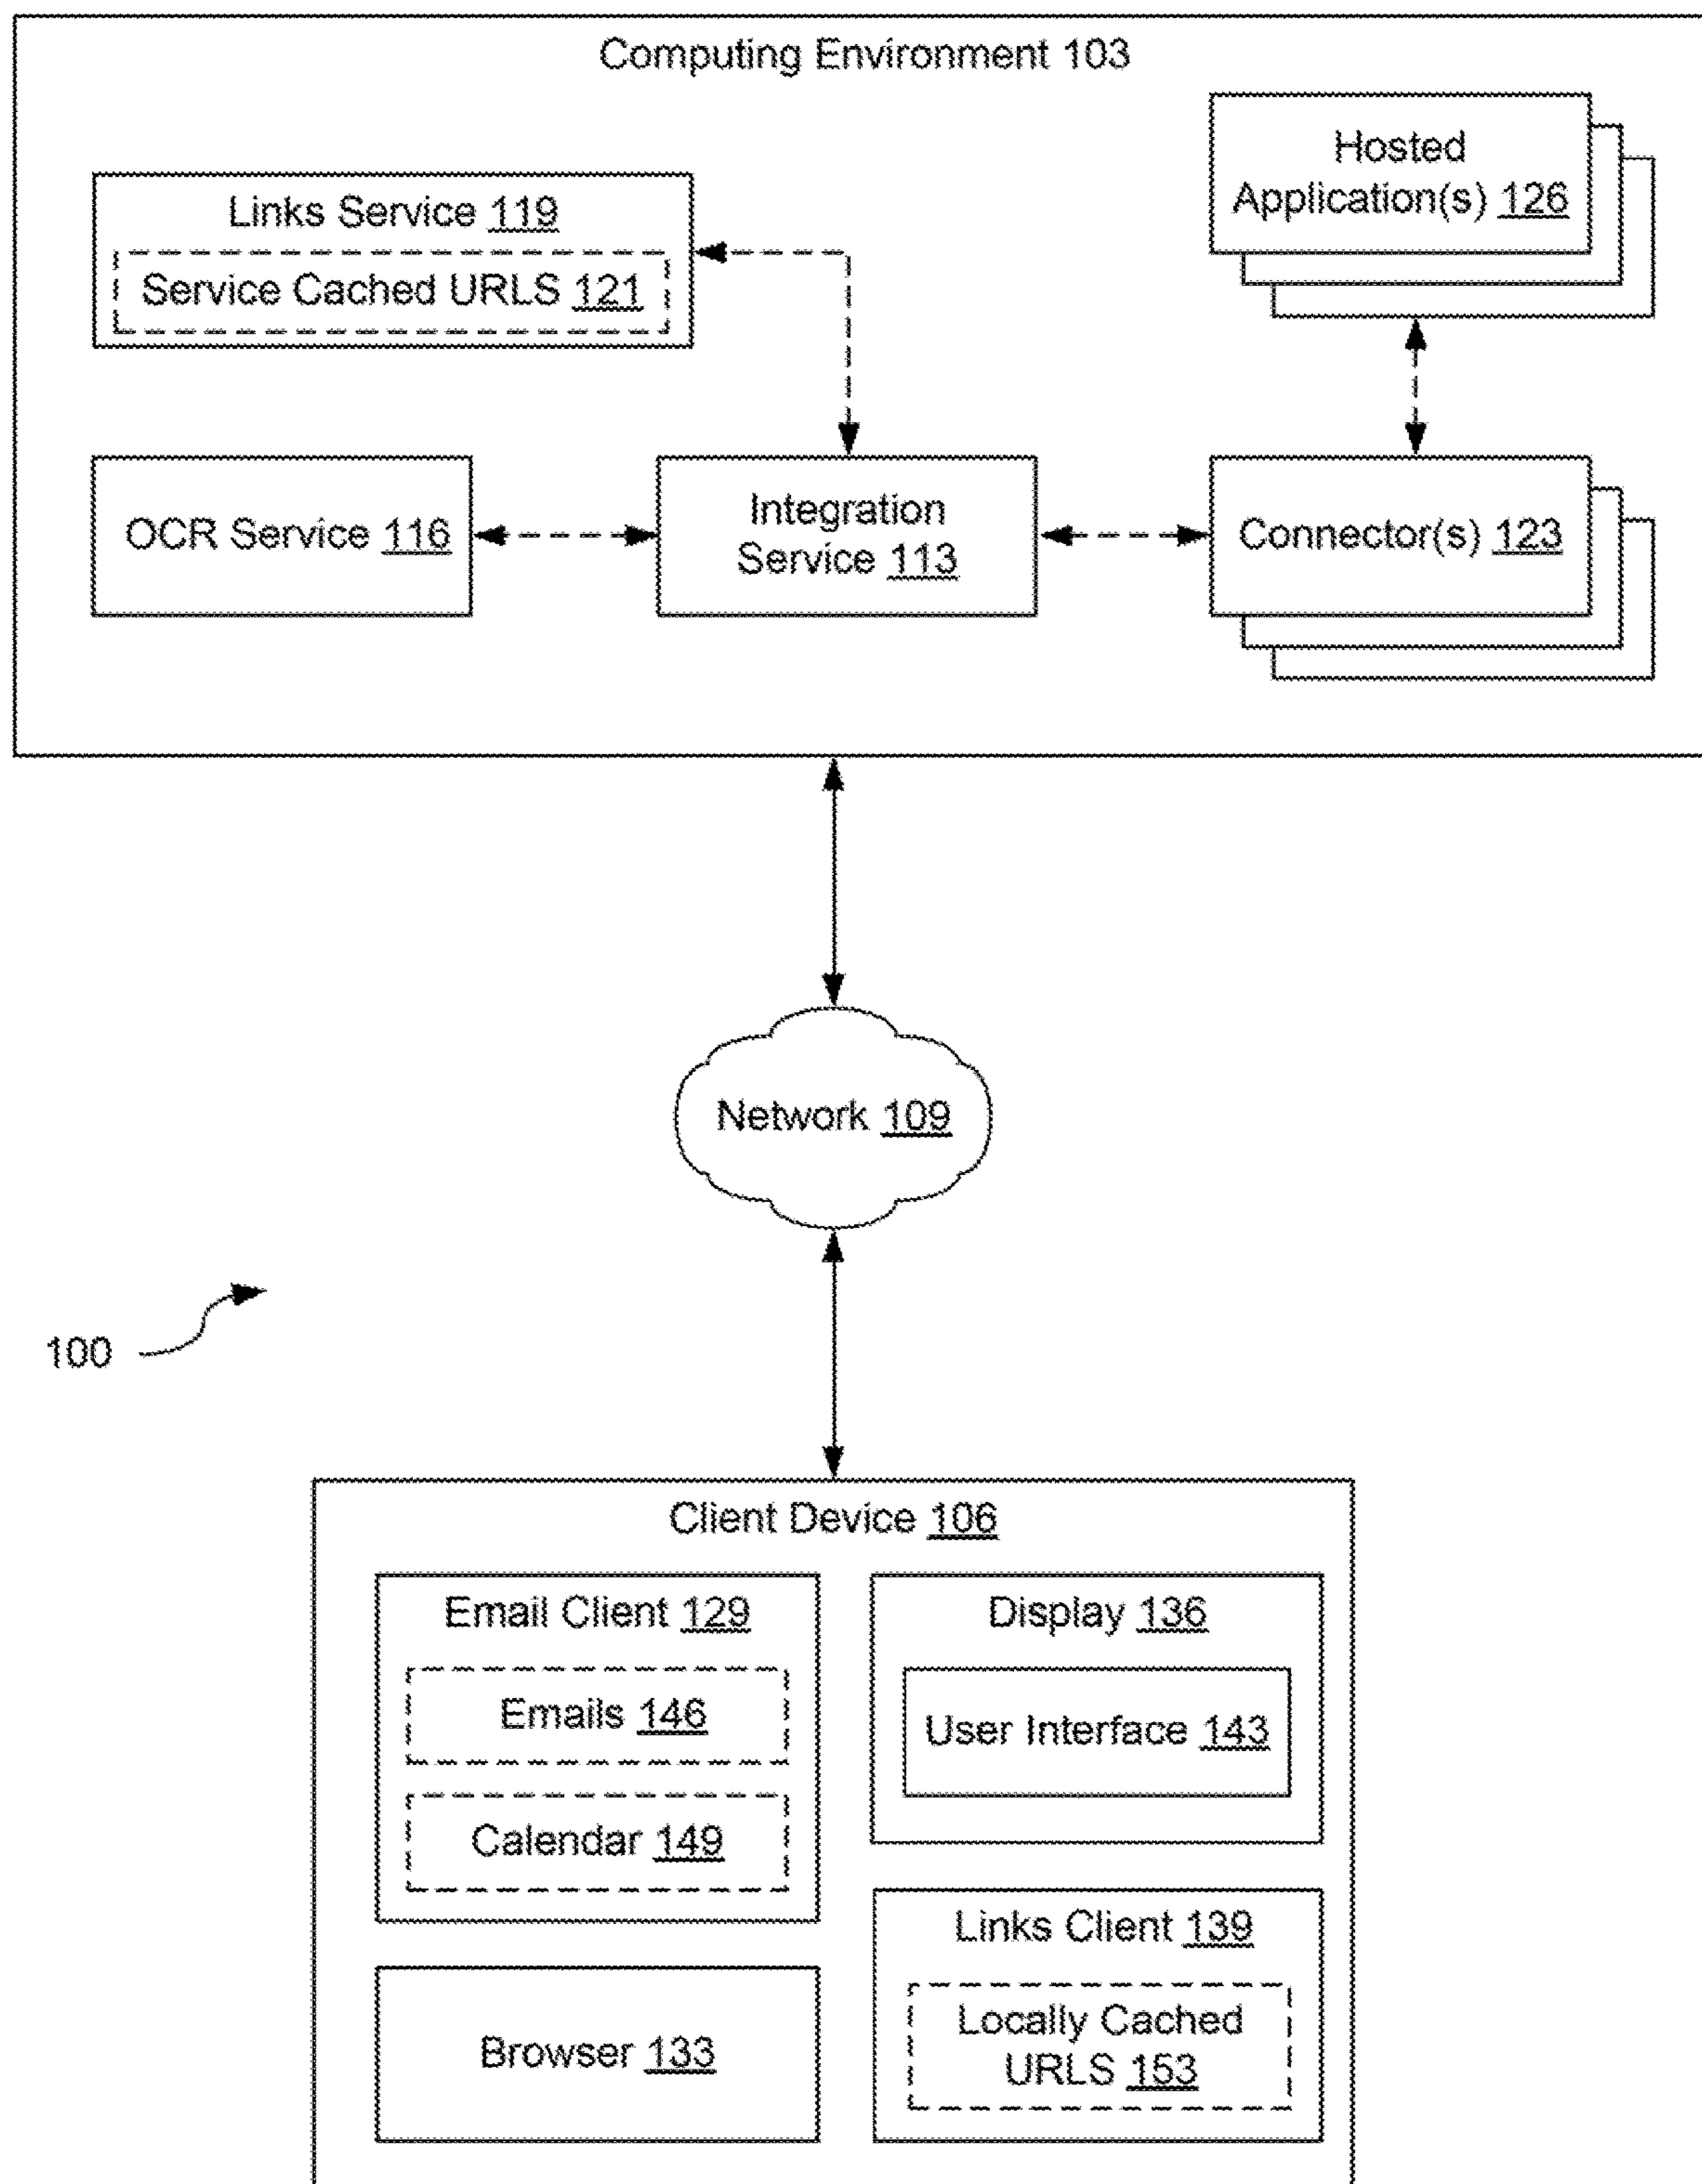 Computing Environment 103
Hosted
Application(s) 126
Links Service 119
Service Cached URLS 121
OCR Service 116
Integration
Service 113
Connector(s) 123
Network 109
100
Client Device 106
Email Client 129
Emails 146
Calendar 149
Display 136
User Interface 143
Browser 133
Links Client 139
Locally Cached
URLS 153